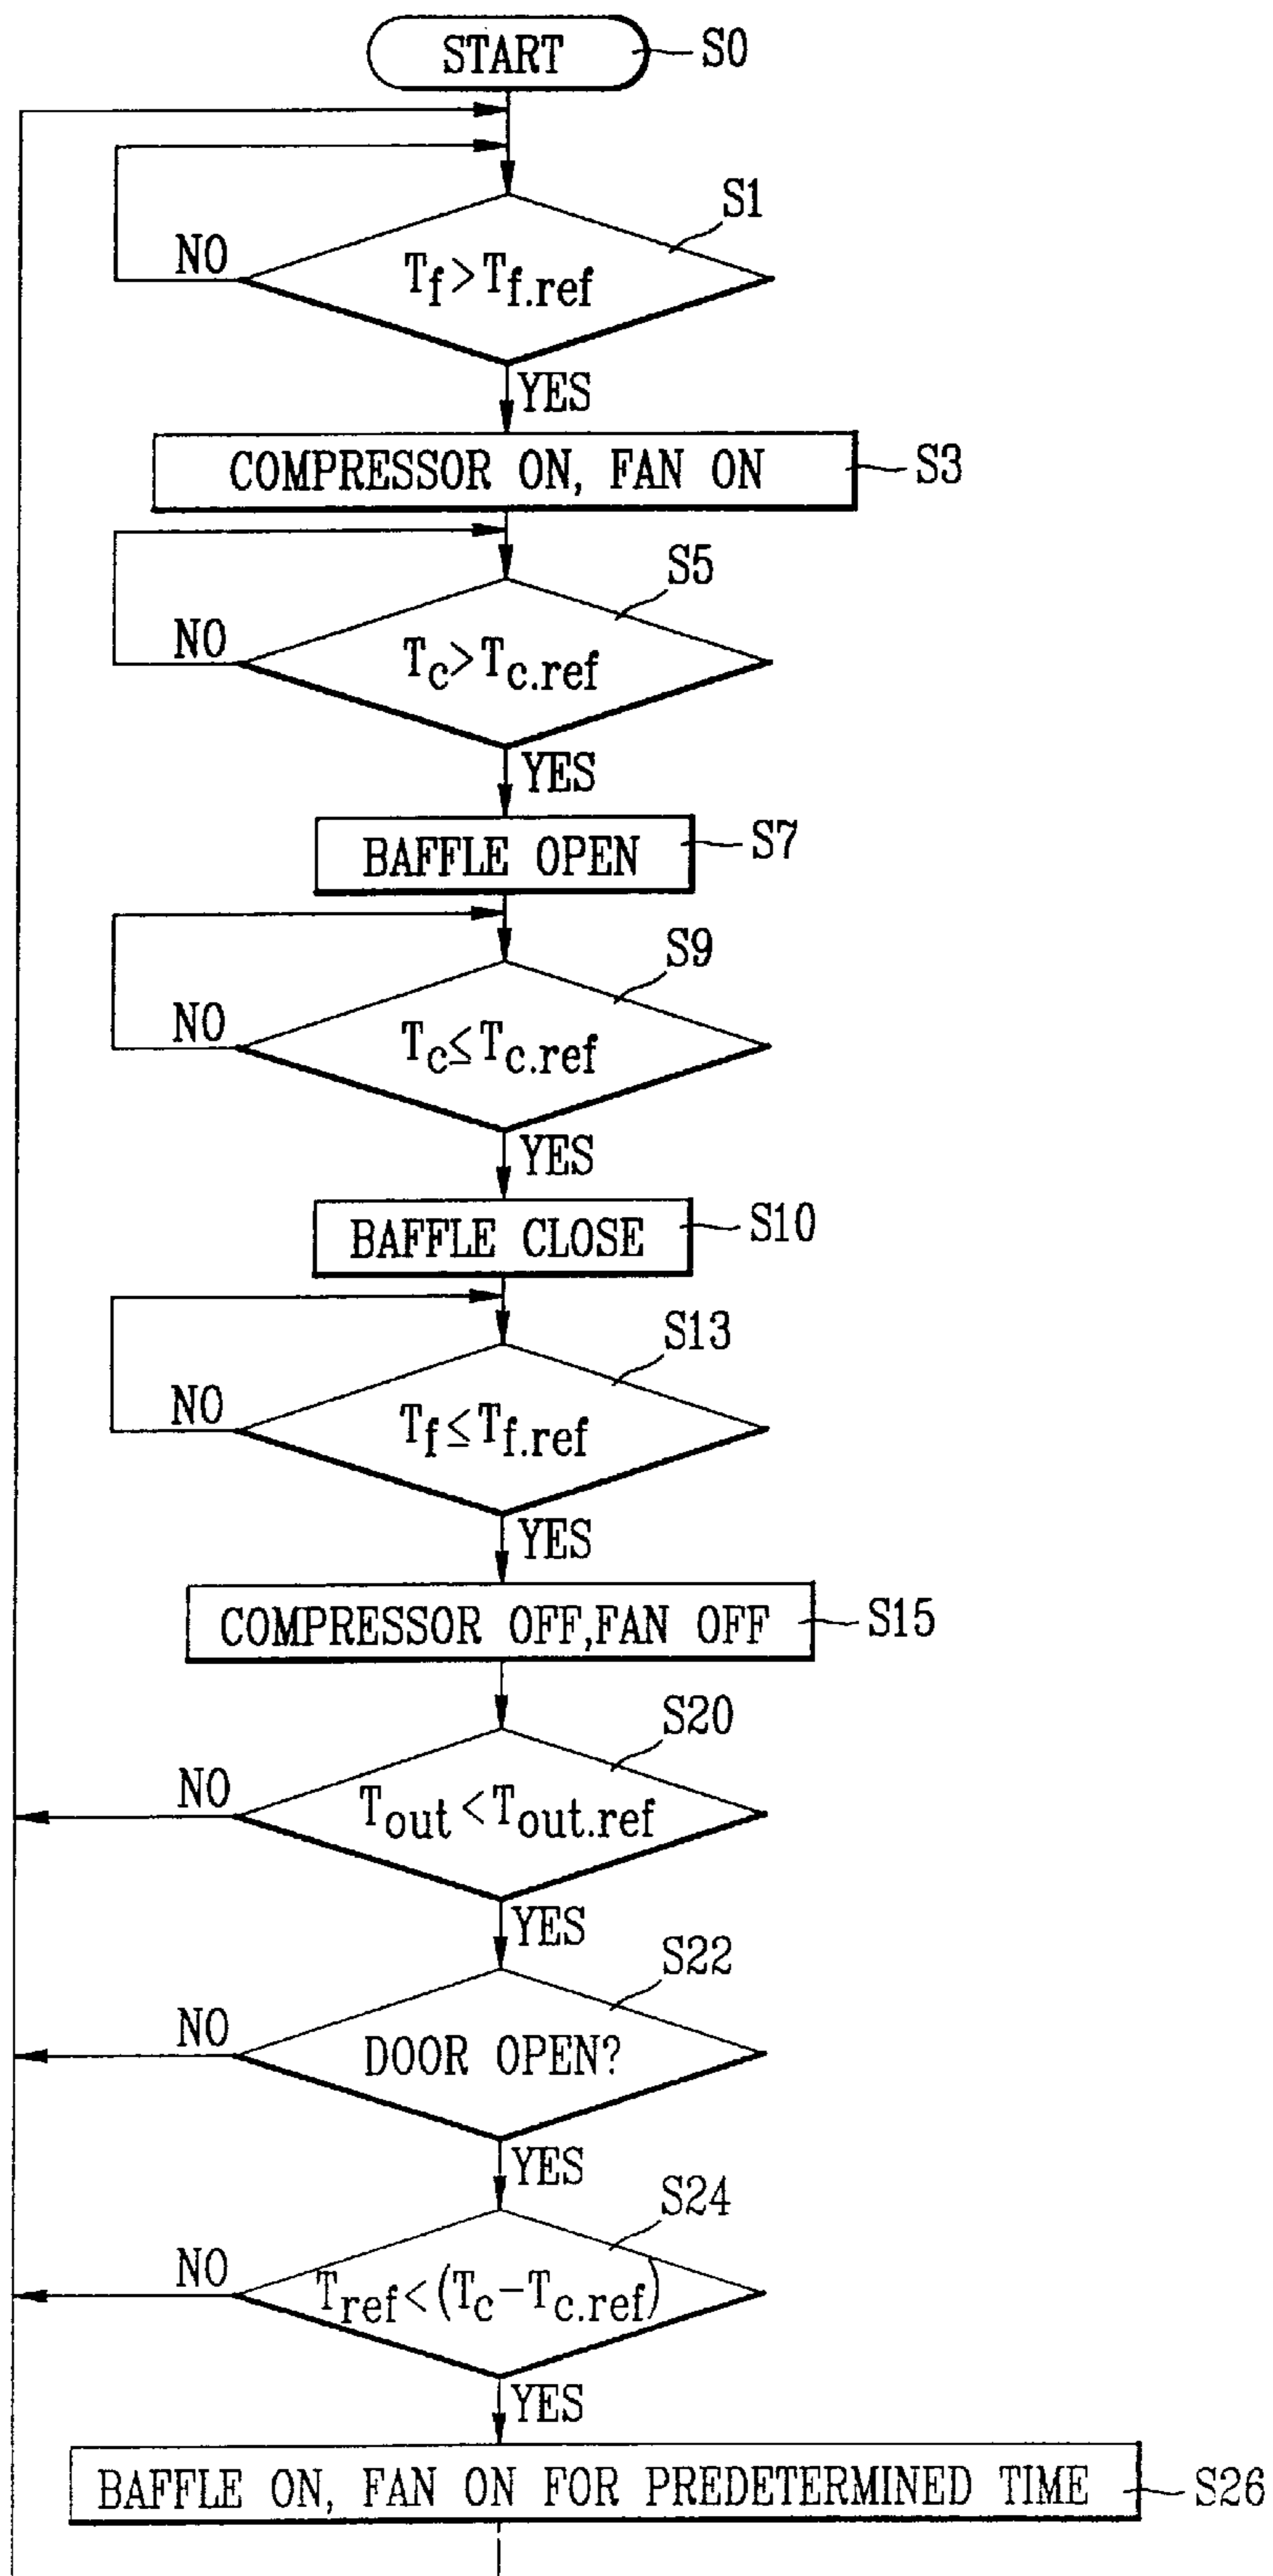 START
S0
S1
NO
Tf>Tf.ref
YES
COMPRESSOR ON, FAN ON
S3
S5
NO
Tc>Tc.ref
YES
BAFFLE OPEN
S7
S9
NO
Tc≤Tc.ref
YES
BAFFLE CLOSE
S10
S13
NO
Tf≤Tf.ref
YES
COMPRESSOR OFF,FAN OFF
S15
S20
NO
Tout<Tout.ref
YES
S22
NO
DOOR OPEN?
YES
S24
NO
Tref<(Tc-Tc.ref)
YES
BAFFLE ON, FAN ON FOR PREDETERMINED TIME
S26